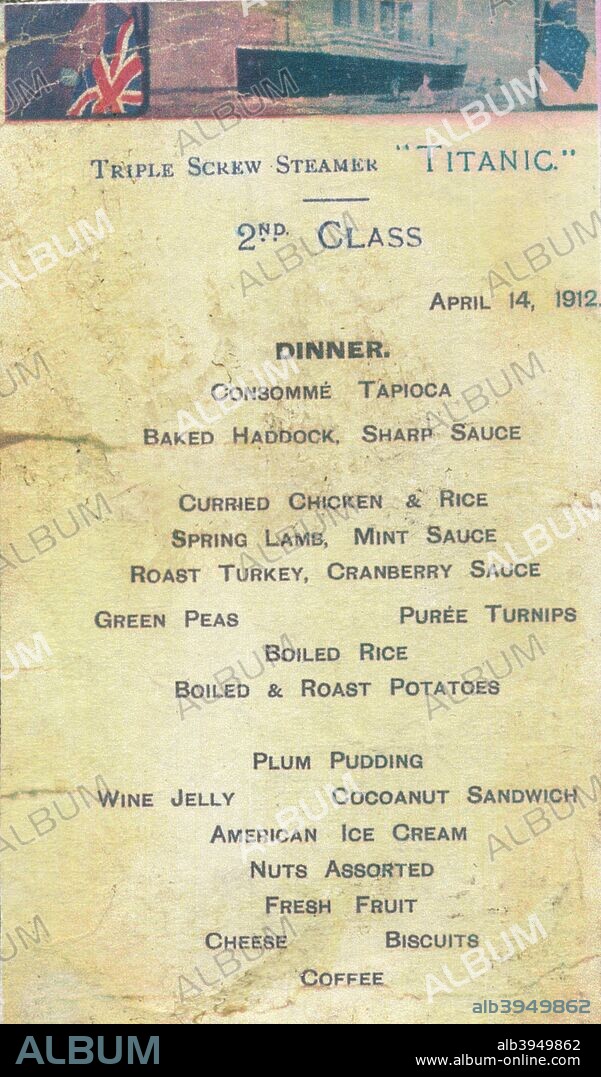 TRIPLE SCREW STEAMER "TITANIC."
2ND. CLASS
APRIL 14, 1912.
DINNER.
CONSOMMÉ TAPIOCA
BAKED HADDOCK, SHARP SAUCE
CURRIED CHICKEN & RICE
SPRING LAMB, MINT SAUCE
ROAST TURKEY, CRANBERRY SAUCE
GREEN PEAS PURÉE TURNIPS
BOILED RICE
BOILED & ROAST POTATOES
PLUM PUDDING
WINE JELLY COCOANUT SANDWICH
AMERICAN ICE CREAM
NUTS ASSORTED
FRESH FRUIT
CHEESE BISCUITS
COFFEE
alb3949862
ALBUM alb3949862
www.album-online.com